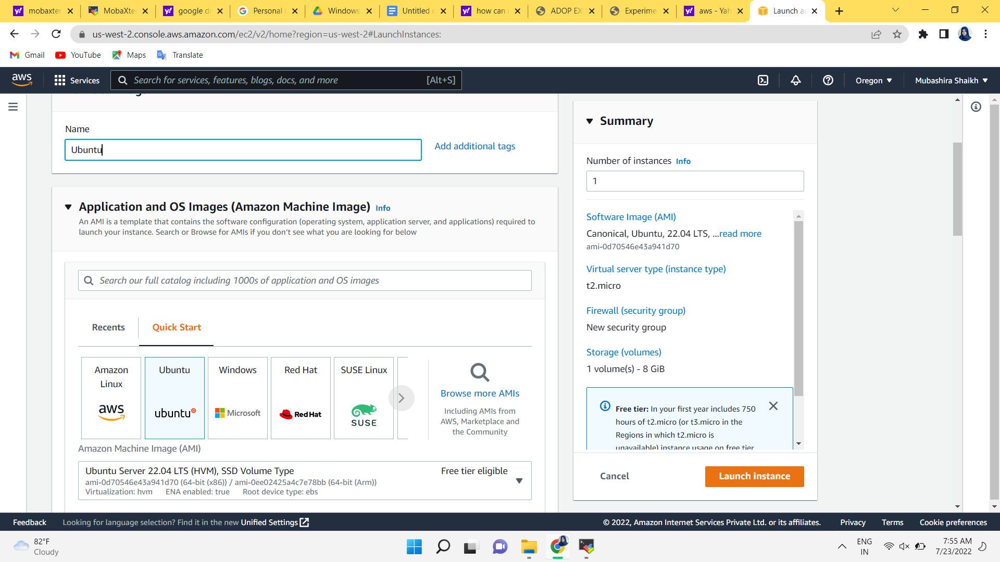 mobaxter
MobaXter
google dr
Personal
Windows
Untitled
how can i
ADOP EX
Experime
aws - Yah
Launch an
us-west-2.console.aws.amazon.com/ec2/v2/home?region=us-west-2#LaunchInstances:
Gmail
YouTube
Maps
Translate
aws
Services
Search for services, features, blogs, docs, and more
[Alt+S]
Oregon
Mubashira Shaikh
Name
Ubuntu
Add additional tags
Application and OS Images (Amazon Machine Image) Info
An AMI is a template that contains the software configuration (operating system, application server, and applications) required to
launch your instance. Search or Browse for AMIs if you don’t see what you are looking for below
Search our full catalog including 1000s of application and OS images
Recents
Quick Start
Amazon
Linux
aws
Ubuntu
ubuntu
Windows
Microsoft
Red Hat
Red Hat
SUSE Linux
SUSE
Browse more AMIs
Including AMIs from
AWS, Marketplace and
the Community
Amazon Machine Image (AMI)
Ubuntu Server 22.04 LTS (HVM), SSD Volume Type
Free tier eligible
ami-0d70546e43a941d70 (64-bit (x86)) / ami-0ee02425a4c7e78bb (64-bit (Arm))
Virtualization: hvm ENA enabled: true Root device type: ebs
Summary
Number of instances Info
1
Software Image (AMI)
Canonical, Ubuntu, 22.04 LTS, ...read more
ami-0d70546e43a941d70
Virtual server type (instance type)
t2.micro
Firewall (security group)
New security group
Storage (volumes)
1 volume(s) - 8 GiB
Free tier: In your first year includes 750
hours of t2.micro (or t3.micro in the
Regions in which t2.micro is
unavailable) instance usage on free tier
Cancel
Launch instance
Feedback
Looking for language selection? Find it in the new Unified Settings
© 2022, Amazon Internet Services Private Ltd. or its affiliates.
Privacy
Terms
Cookie preferences
82°F
Cloudy
ENG
IN
7:55 AM
7/23/2022